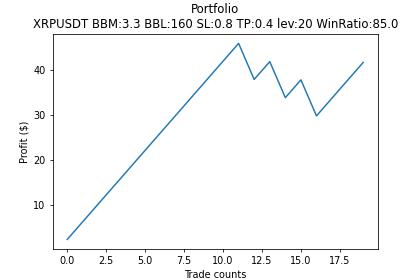 Portfolio
XRPUSDT BBM:3.3 BBL:160 SL:0.8 TP:0.4 lev:20 WinRatio:85.0
Profit ($)
40
30
20
10
0.0 2.5 5.0 7.5 10.0 12.5 15.0 17.5
Trade counts